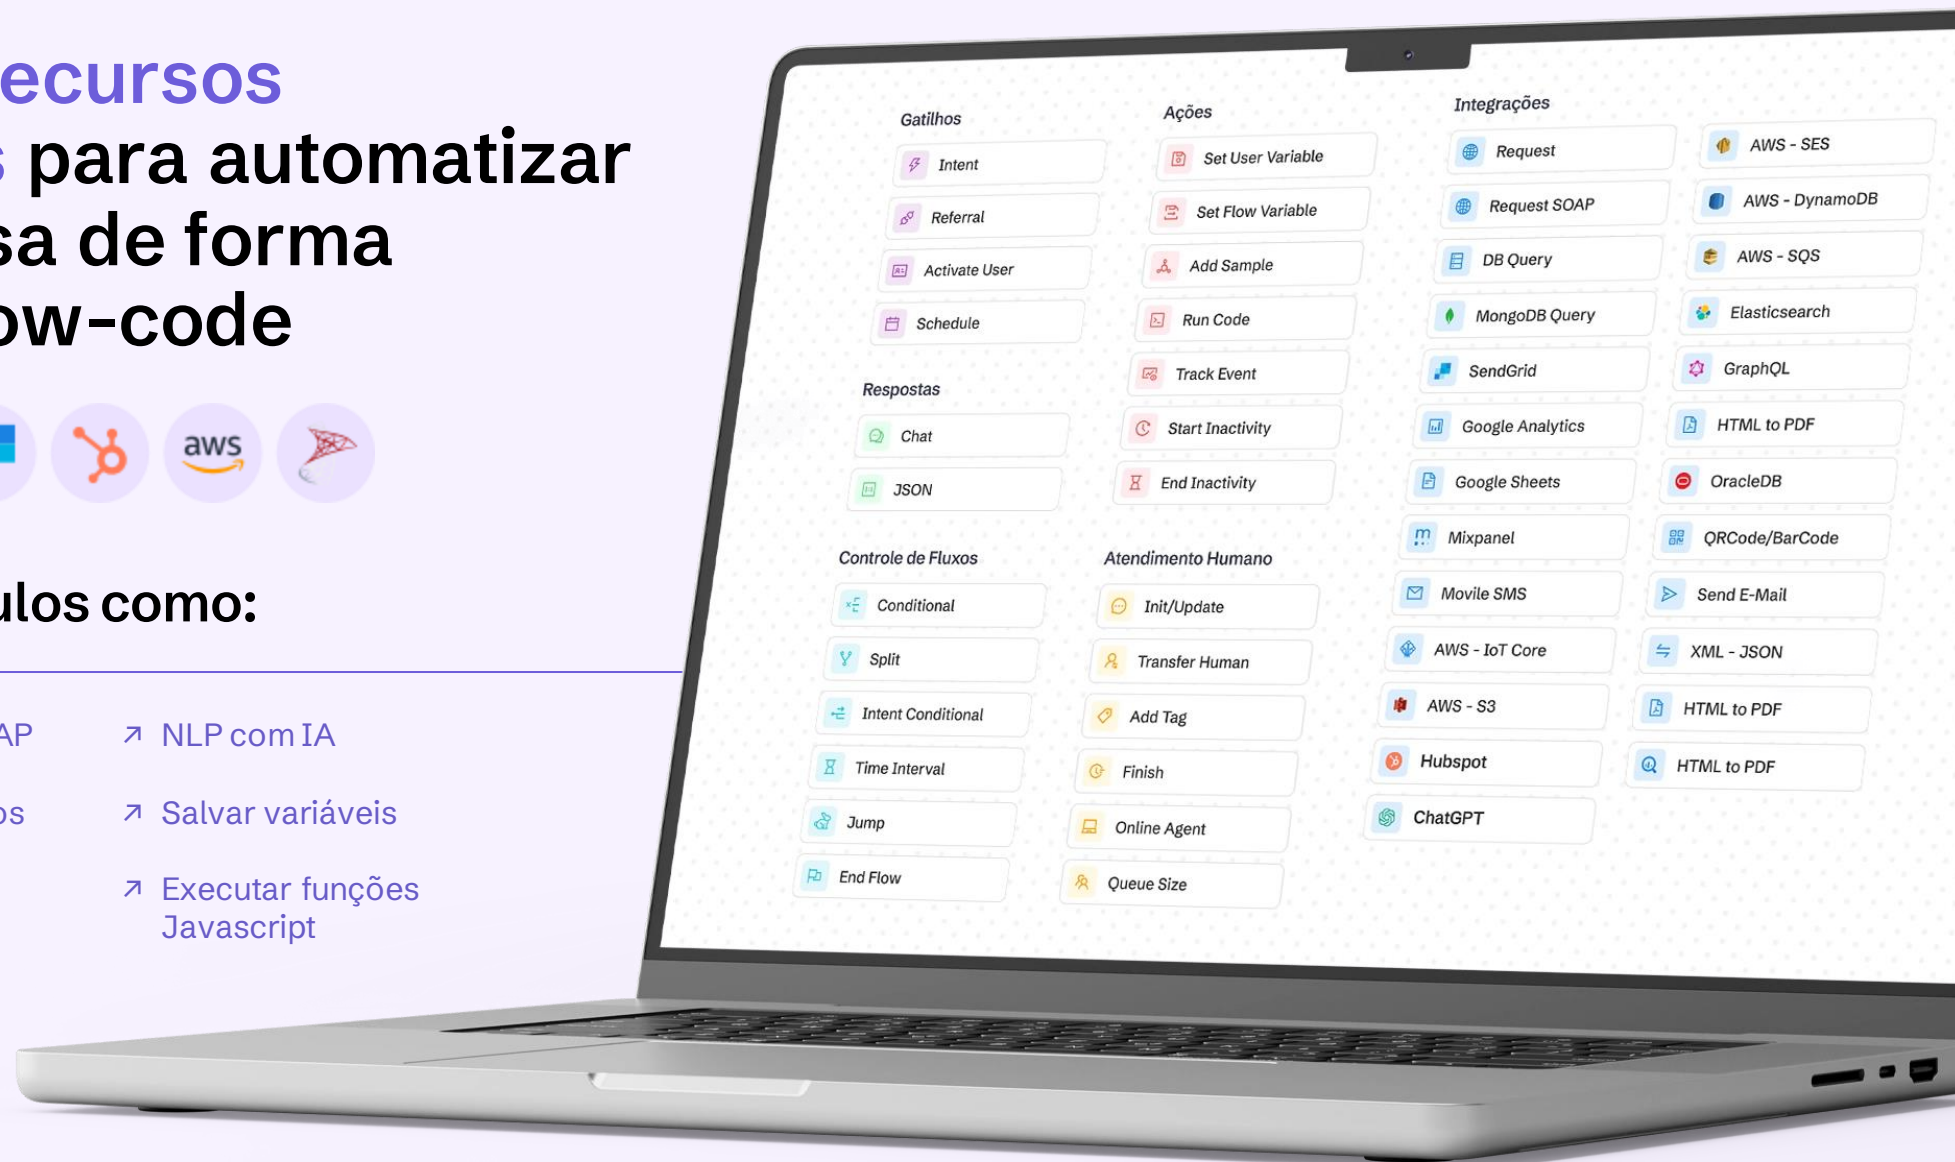 ecursos
s para automatizar
sa de forma
ow-code
aws
ulos como:
AP
NLP com IA
os
Salvar variáveis
Executar funções
Javascript
Gatilhos
Intent
Referral
Activate User
Schedule
Respostas
Chat
JSON
Controle de Fluxos
Conditional
Split
Intent Conditional
Time Interval
Jump
End Flow
Ações
Set User Variable
Set Flow Variable
Add Sample
Run Code
Track Event
Start Inactivity
End Inactivity
Atendimento Humano
Init/Update
Transfer Human
Add Tag
Finish
Online Agent
Queue Size
Integrações
Request
Request SOAP
DB Query
MongoDB Query
SendGrid
Google Analytics
Google Sheets
Mixpanel
Movile SMS
AWS - IoT Core
AWS - S3
Hubspot
ChatGPT
AWS - SES
AWS - DynamoDB
AWS - SQS
Elasticsearch
GraphQL
HTML to PDF
OracleDB
QRCode/BarCode
Send E-Mail
XML - JSON
HTML to PDF
HTML to PDF